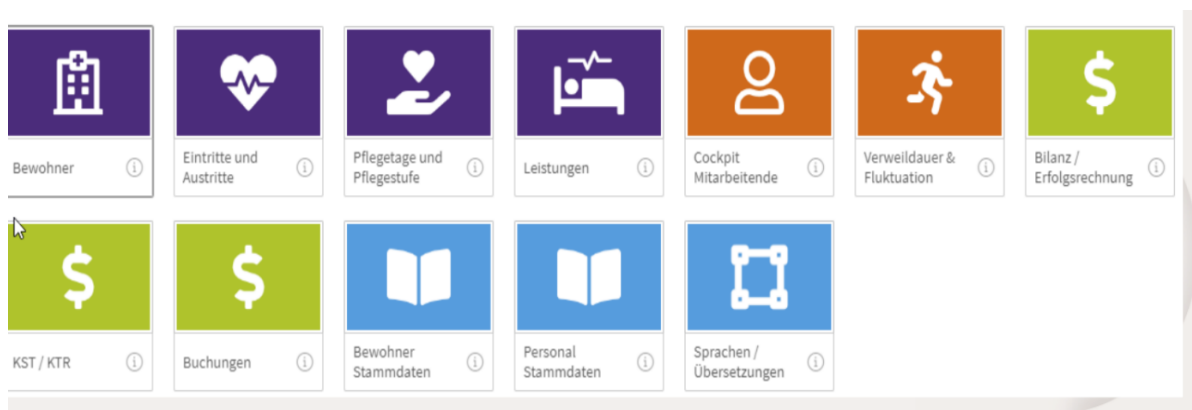 Bewohner
Eintritte und
Austritte
Pflegetage und
Pflegestufe
Leistungen
Cockpit
Mitarbeitende
Verweildauer &
Fluktuation
Bilanz /
Erfolgsrechnung
KST / KTR
Buchungen
Bewohner
Stammdaten
Personal
Stammdaten
Sprachen /
Übersetzungen